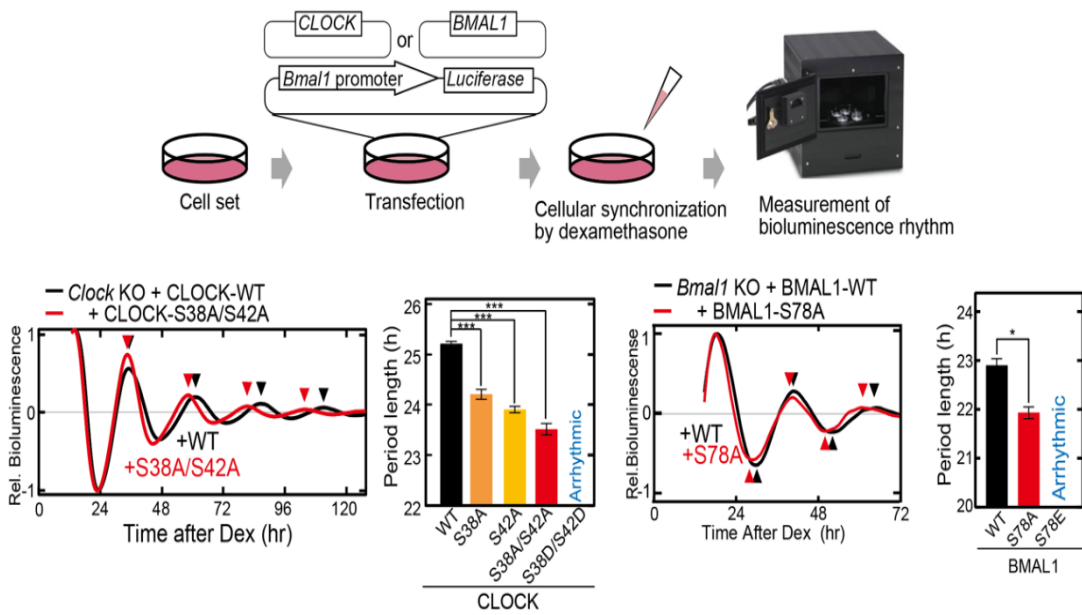 CLOCK or BMAL1
Bmal1 promoter Luciferase
Cell set
Transfection
Cellular synchronization
by dexamethasone
Measurement of
bioluminescence rhythm
Clock KO + CLOCK-WT
+ CLOCK-S38A/S42A
Rel. Bioluminescence
1
0
-1
+WT
+S38A/S42A
0 24 48 72 96 120
Time after Dex (hr)
Period length (h)
26
25
24
23
22
***
***
***
Arrhythmic
WT
S38A
S42A
S38A/S42A
S38D/S42D
CLOCK
Bmal1 KO + BMAL1-WT
+ BMAL1-S78A
Rel. Bioluminescense
1
0
-1
+WT
+S78A
0 24 48 72
Time After Dex (hr)
Period length (h)
24
23
22
21
20
*
Arrhythmic
WT
S78A
S78E
BMAL1